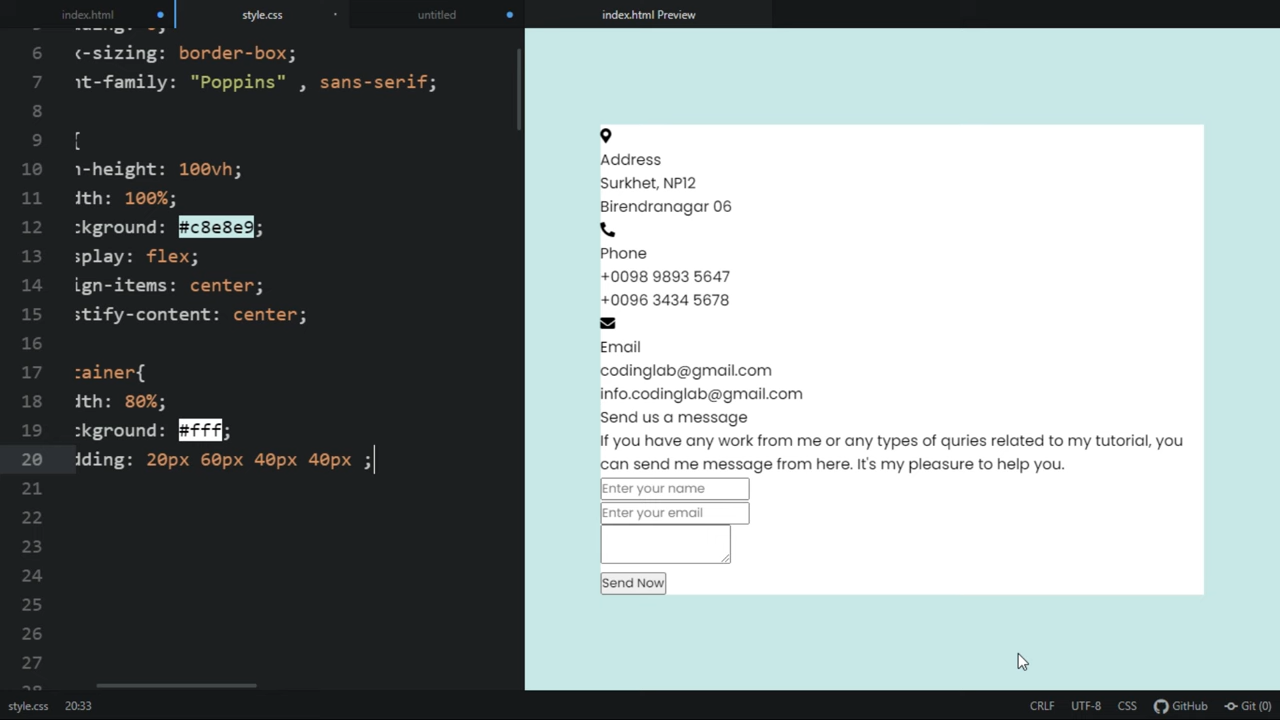 index.html
style.css
untitled
index.html Preview
6 x-sizing: border-box;
7 nt-family: "Poppins" , sans-serif;
8
9 {
10 n-height: 100vh;
11 dth: 100%;
12 ckground: #c8e8e9;
13 splay: flex;
14 ign-items: center;
15 stify-content: center;
16
17 tainer{
18 dth: 80%;
19 ckground: #fff;
20 dding: 20px 60px 40px 40px ;
21
22
23
24
25
26
27
Address
Surkhet, NP12
Birendranagar 06
Phone
+0098 9893 5647
+0096 3434 5678
Email
codinglab@gmail.com
info.codinglab@gmail.com
Send us a message
If you have any work from me or any types of quries related to my tutorial, you
can send me message from here. It's my pleasure to help you.
Enter your name
Enter your email
Send Now
style.css 20:33 CRLF UTF-8 CSS GitHub Git (0)